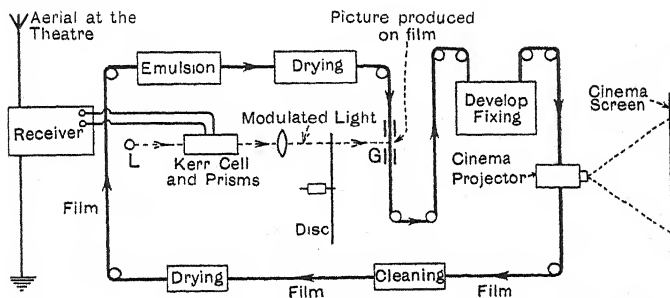 Aerial at the
Theatre
Picture produced
on film
Emulsion
Drying
Develop
Fixing
Cinema
Screen
Receiver
Modulated Light
L
Kerr Cell
and Prisms
G
Cinema
Projector
Film
Disc
Drying
Film
Cleaning
Film